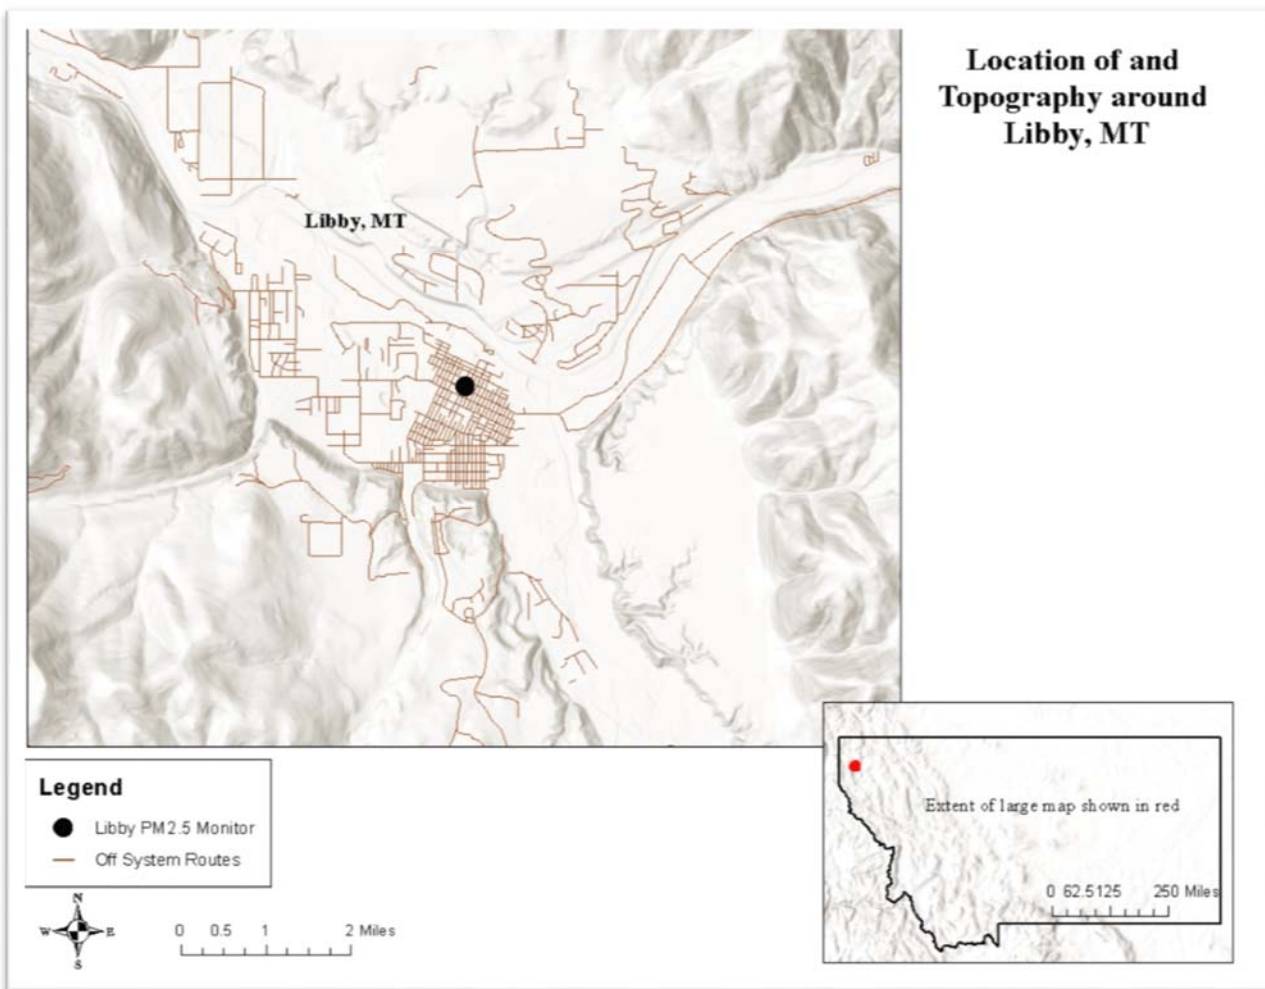 Location of and
Topography around
Libby, MT
Libby, MT
Legend
Libby PM2.5 Monitor
Off System Routes
N
W E
S
0 0.5 1 2 Miles
Extent of large map shown in red
0 62.5125 250 Miles